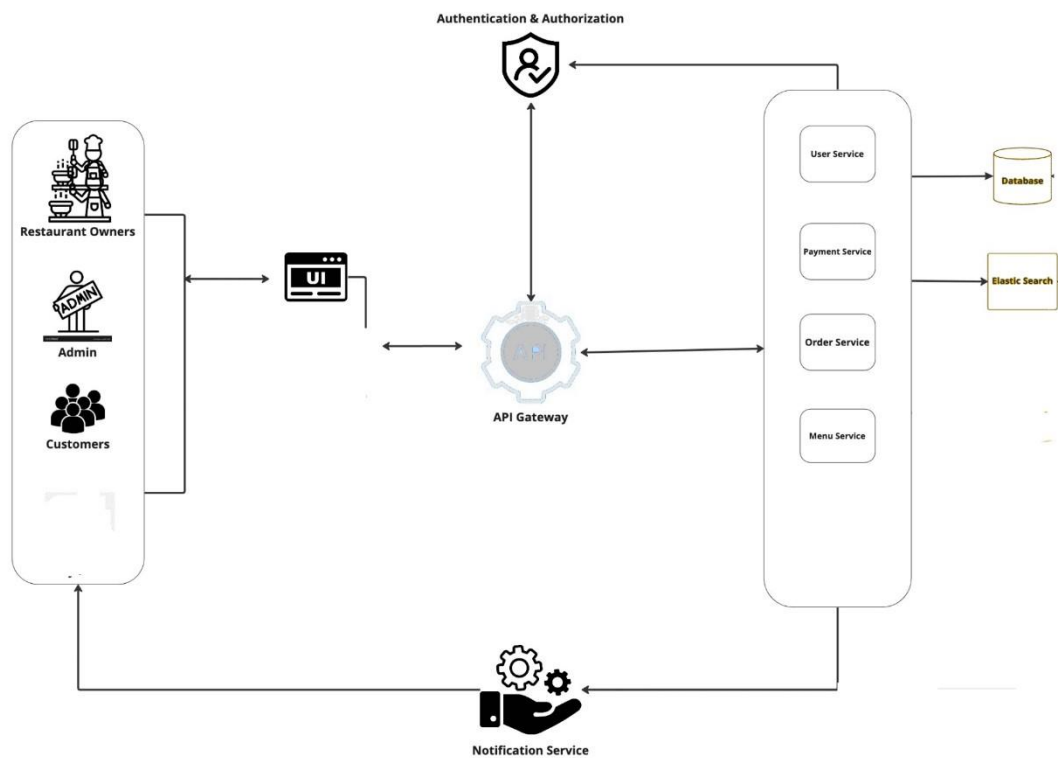 Authentication & Authorization
Restaurant Owners
ADMIN
Admin
Customers
UI
API
API Gateway
User Service
Payment Service
Order Service
Menu Service
Database
Elastic Search
Notification Service